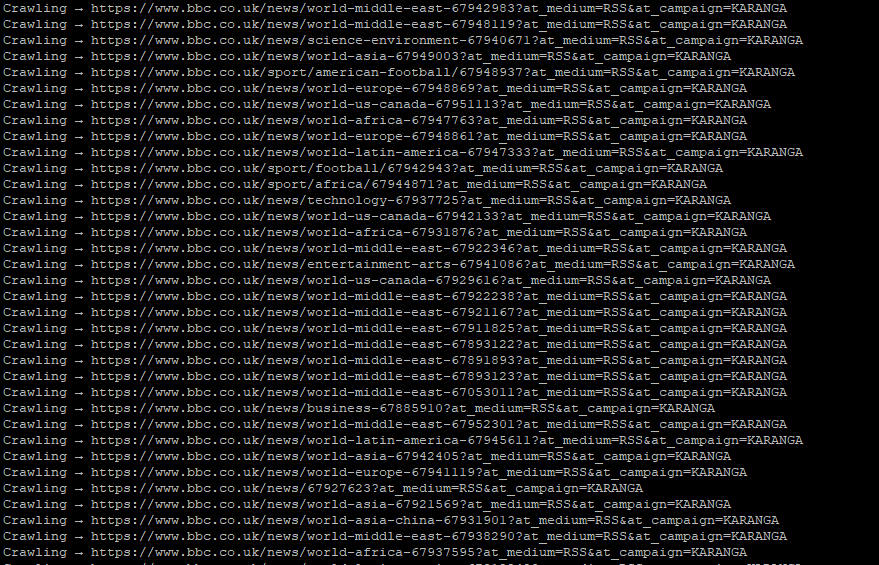 Crawling → https://www.bbc.co.uk/news/world-middle-east-67942983?at_medium=RSS&at_campaign=KARANGA
Crawling → https://www.bbc.co.uk/news/world-middle-east-67948119?at_medium=RSS&at_campaign=KARANGA
Crawling → https://www.bbc.co.uk/news/science-environment-67940671?at_medium=RSS&at_campaign=KARANGA
Crawling → https://www.bbc.co.uk/news/world-asia-67949003?at_medium=RSS&at_campaign=KARANGA
Crawling → https://www.bbc.co.uk/sport/american-football/67948937?at_medium=RSS&at_campaign=KARANGA
Crawling → https://www.bbc.co.uk/news/world-europe-67948869?at_medium=RSS&at_campaign=KARANGA
Crawling → https://www.bbc.co.uk/news/world-us-canada-67951113?at_medium=RSS&at_campaign=KARANGA
Crawling → https://www.bbc.co.uk/news/world-africa-67947763?at_medium=RSS&at_campaign=KARANGA
Crawling → https://www.bbc.co.uk/news/world-europe-67948861?at_medium=RSS&at_campaign=KARANGA
Crawling → https://www.bbc.co.uk/news/world-latin-america-67947333?at_medium=RSS&at_campaign=KARANGA
Crawling → https://www.bbc.co.uk/sport/football/67942943?at_medium=RSS&at_campaign=KARANGA
Crawling → https://www.bbc.co.uk/sport/africa/67944871?at_medium=RSS&at_campaign=KARANGA
Crawling → https://www.bbc.co.uk/news/technology-67937725?at_medium=RSS&at_campaign=KARANGA
Crawling → https://www.bbc.co.uk/news/world-us-canada-67942133?at_medium=RSS&at_campaign=KARANGA
Crawling → https://www.bbc.co.uk/news/world-africa-67931876?at_medium=RSS&at_campaign=KARANGA
Crawling → https://www.bbc.co.uk/news/world-middle-east-67922346?at_medium=RSS&at_campaign=KARANGA
Crawling → https://www.bbc.co.uk/news/entertainment-arts-67941086?at_medium=RSS&at_campaign=KARANGA
Crawling → https://www.bbc.co.uk/news/world-us-canada-67929616?at_medium=RSS&at_campaign=KARANGA
Crawling → https://www.bbc.co.uk/news/world-middle-east-67922238?at_medium=RSS&at_campaign=KARANGA
Crawling → https://www.bbc.co.uk/news/world-middle-east-67921167?at_medium=RSS&at_campaign=KARANGA
Crawling → https://www.bbc.co.uk/news/world-middle-east-67911825?at_medium=RSS&at_campaign=KARANGA
Crawling → https://www.bbc.co.uk/news/world-middle-east-67893122?at_medium=RSS&at_campaign=KARANGA
Crawling → https://www.bbc.co.uk/news/world-middle-east-67891893?at_medium=RSS&at_campaign=KARANGA
Crawling → https://www.bbc.co.uk/news/world-middle-east-67893123?at_medium=RSS&at_campaign=KARANGA
Crawling → https://www.bbc.co.uk/news/world-middle-east-67053011?at_medium=RSS&at_campaign=KARANGA
Crawling → https://www.bbc.co.uk/news/business-67885910?at_medium=RSS&at_campaign=KARANGA
Crawling → https://www.bbc.co.uk/news/world-middle-east-67952301?at_medium=RSS&at_campaign=KARANGA
Crawling → https://www.bbc.co.uk/news/world-latin-america-67945611?at_medium=RSS&at_campaign=KARANGA
Crawling → https://www.bbc.co.uk/news/world-asia-67942405?at_medium=RSS&at_campaign=KARANGA
Crawling → https://www.bbc.co.uk/news/world-europe-67941119?at_medium=RSS&at_campaign=KARANGA
Crawling → https://www.bbc.co.uk/news/67927623?at_medium=RSS&at_campaign=KARANGA
Crawling → https://www.bbc.co.uk/news/world-asia-67921569?at_medium=RSS&at_campaign=KARANGA
Crawling → https://www.bbc.co.uk/news/world-asia-china-67931901?at_medium=RSS&at_campaign=KARANGA
Crawling → https://www.bbc.co.uk/news/world-middle-east-67938290?at_medium=RSS&at_campaign=KARANGA
Crawling → https://www.bbc.co.uk/news/world-africa-67937595?at_medium=RSS&at_campaign=KARANGA